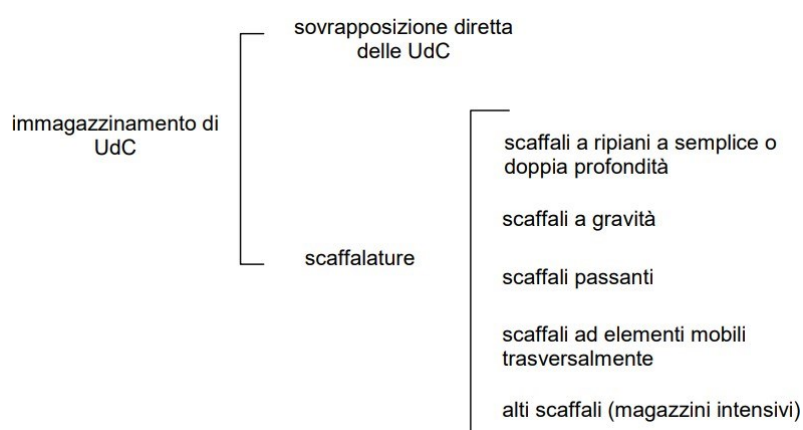 sovrapposizione diretta
delle UdC
immagazzinamento di
UdC
scaffalature
scaffali a ripiani a semplice o
doppia profondità
scaffali a gravità
scaffali passanti
scaffali ad elementi mobili
trasversalmente
alti scaffali (magazzini intensivi)